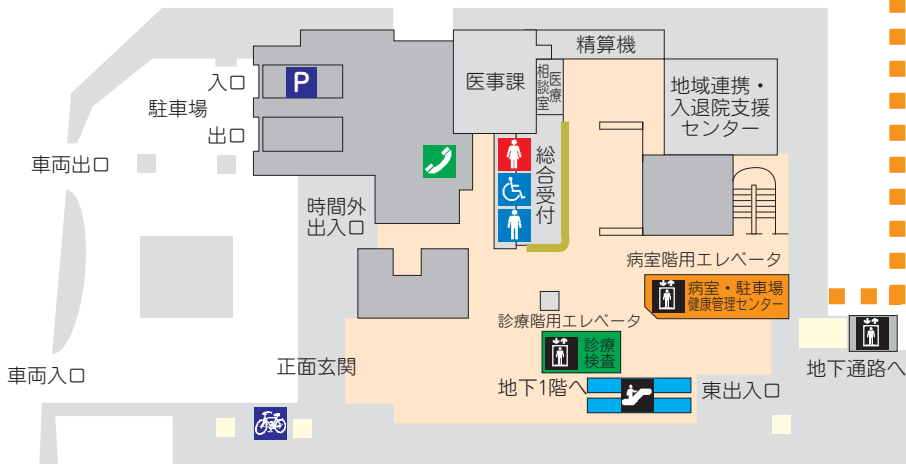 精算機
医事課
医療
相談室
地域連携・
入退院支援
センター
入口
P
駐車場
出口
車両出口
総合受付
時間外
出入口
病室階用エレベータ
病室・駐車場
健康管理センター
診療階用エレベータ
診療
検査
正面玄関
地下1階へ
東出入口
地下通路へ
車両入口